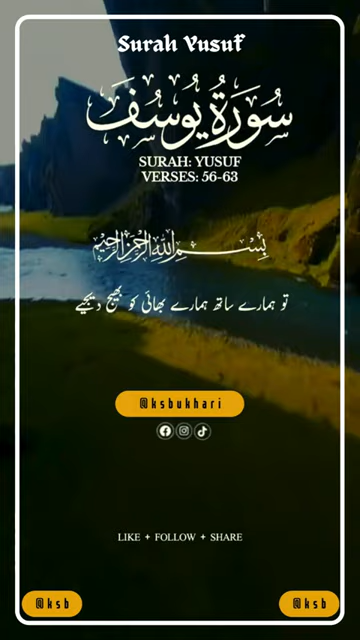 Surah Yusuf
سُورَةُ يُوسُفَ
SURAH: YUSUF
VERSES: 56-63
بِسْمِ اللهِ الرَّحْمٰنِ الرَّحِيْمِ
تو ہمارے ساتھ ہمارے بھائی کو بھیج دیجیے
@ksbukhari
LIKE + FOLLOW + SHARE
@ksb
@ksb